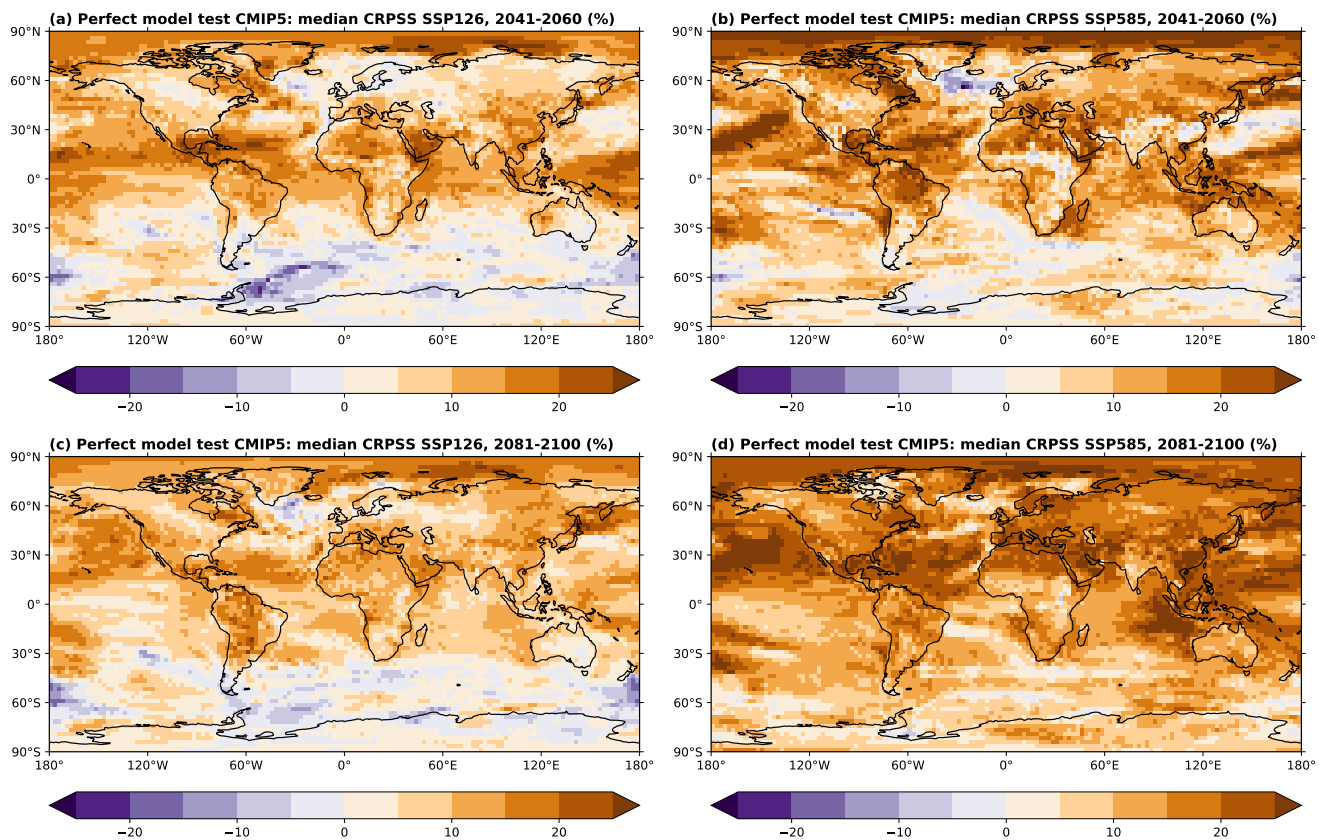 (a) Perfect model test CMIP5: median CRPSS SSP126, 2041-2060 (%)
90°N
60°N
30°N
0°
30°S
60°S
90°S
180° 120°W 60°W 0° 60°E 120°E 180°
−20 −10 0 10 20
(b) Perfect model test CMIP5: median CRPSS SSP585, 2041-2060 (%)
90°N
60°N
30°N
0°
30°S
60°S
90°S
180° 120°W 60°W 0° 60°E 120°E 180°
−20 −10 0 10 20
(c) Perfect model test CMIP5: median CRPSS SSP126, 2081-2100 (%)
90°N
60°N
30°N
0°
30°S
60°S
90°S
180° 120°W 60°W 0° 60°E 120°E 180°
−20 −10 0 10 20
(d) Perfect model test CMIP5: median CRPSS SSP585, 2081-2100 (%)
90°N
60°N
30°N
0°
30°S
60°S
90°S
180° 120°W 60°W 0° 60°E 120°E 180°
−20 −10 0 10 20